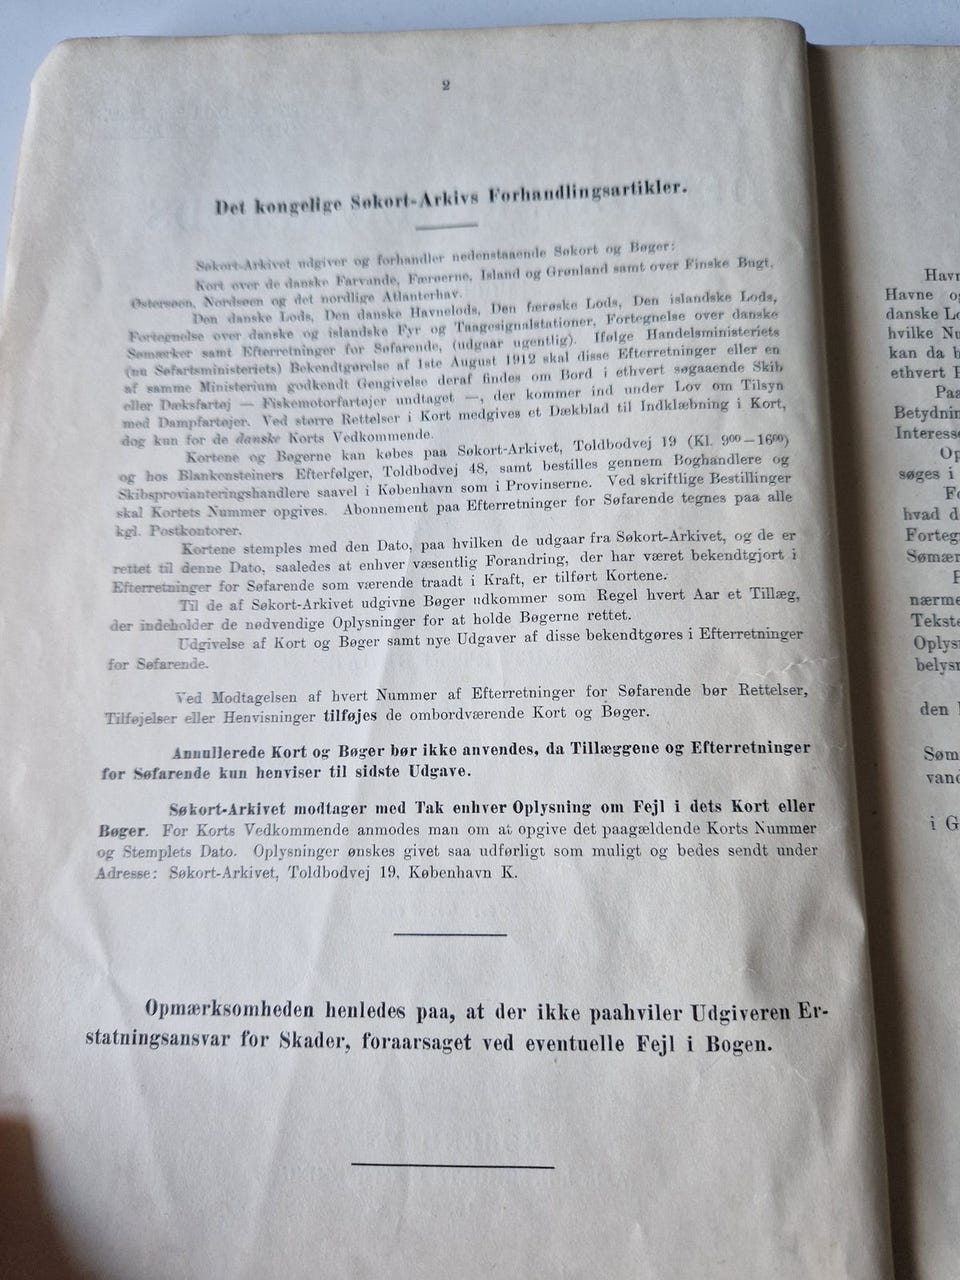 2
Det kongelige Søkort-Arkivs Forhandlingsartikler.
Søkort-Arkivet udgiver og forhandler nedenstaaende Søkort og Bøger:
Kort over de danske Farvande, Færøerne, Island og Grønland samt over Finske Bugt,
Østersøen, Nordsøen og det nordlige Atlanterhav.
Den danske Lods, Den danske Havnelods, Den færøske Lods, Den islandske Lods,
Fortegnelse over danske og islandske Fyr og Taagesignalstationer, Fortegnelse over danske
Sømærker samt Efterretninger for Søfarende, (udgaar ugentlig). Ifølge Handelsministeriets
(nu Søfartsministeriets) Bekendtgørelse af 1ste August 1912 skal disse Efterretninger eller en
af samme Ministerium godkendt Gengivelse deraf findes om Bord i ethvert søgaaende Skib
eller Dæksfartøj — Fiskemotorfartøjer undtaget —, der kommer ind under Lov om Tilsyn
med Dampfartøjer. Ved større Rettelser i Kort medgives et Dækblad til Indklæbning i Kort,
dog kun for de danske Korts Vedkommende.
Kortene og Bøgerne kan købes paa Søkort-Arkivet, Toldbodvej 19 (Kl. 9⁰⁰—16⁰⁰)
og hos Blankensteiners Efterfølger, Toldbodvej 48, samt bestilles gennem Boghandlere og
Skibsprovianteringshandlere saavel i København som i Provinserne. Ved skriftlige Bestillinger
skal Kortets Nummer opgives. Abonnement paa Efterretninger for Søfarende tegnes paa alle
kgl. Postkontorer.
Kortene stemples med den Dato, paa hvilken de udgaar fra Søkort-Arkivet, og de er
rettet til denne Dato, saaledes at enhver væsentlig Forandring, der har været bekendtgjort i
Efterretninger for Søfarende som værende traadt i Kraft, er tilført Kortene.
Til de af Søkort-Arkivet udgivne Bøger udkommer som Regel hvert Aar et Tillæg,
der indeholder de nødvendige Oplysninger for at holde Bøgerne rettet.
Udgivelse af Kort og Bøger samt nye Udgaver af disse bekendtgøres i Efterretninger
for Søfarende.
Ved Modtagelsen af hvert Nummer af Efterretninger for Søfarende bør Rettelser,
Tilføjelser eller Henvisninger tilføjes de ombordværende Kort og Bøger.
Annullerede Kort og Bøger bør ikke anvendes, da Tillæggene og Efterretninger
for Søfarende kun henviser til sidste Udgave.
Søkort-Arkivet modtager med Tak enhver Oplysning om Fejl i dets Kort eller
Bøger. For Korts Vedkommende anmodes man om at opgive det paagældende Korts Nummer
og Stemplets Dato. Oplysninger ønskes givet saa udførligt som muligt og bedes sendt under
Adresse: Søkort-Arkivet, Toldbodvej 19, København K.
Opmærksomheden henledes paa, at der ikke paahviler Udgiveren Er-
statningsansvar for Skader, foraarsaget ved eventuelle Fejl i Bogen.
Havne og
danske
hvilke
kan da
ethvert
søges i
hvad
den
i